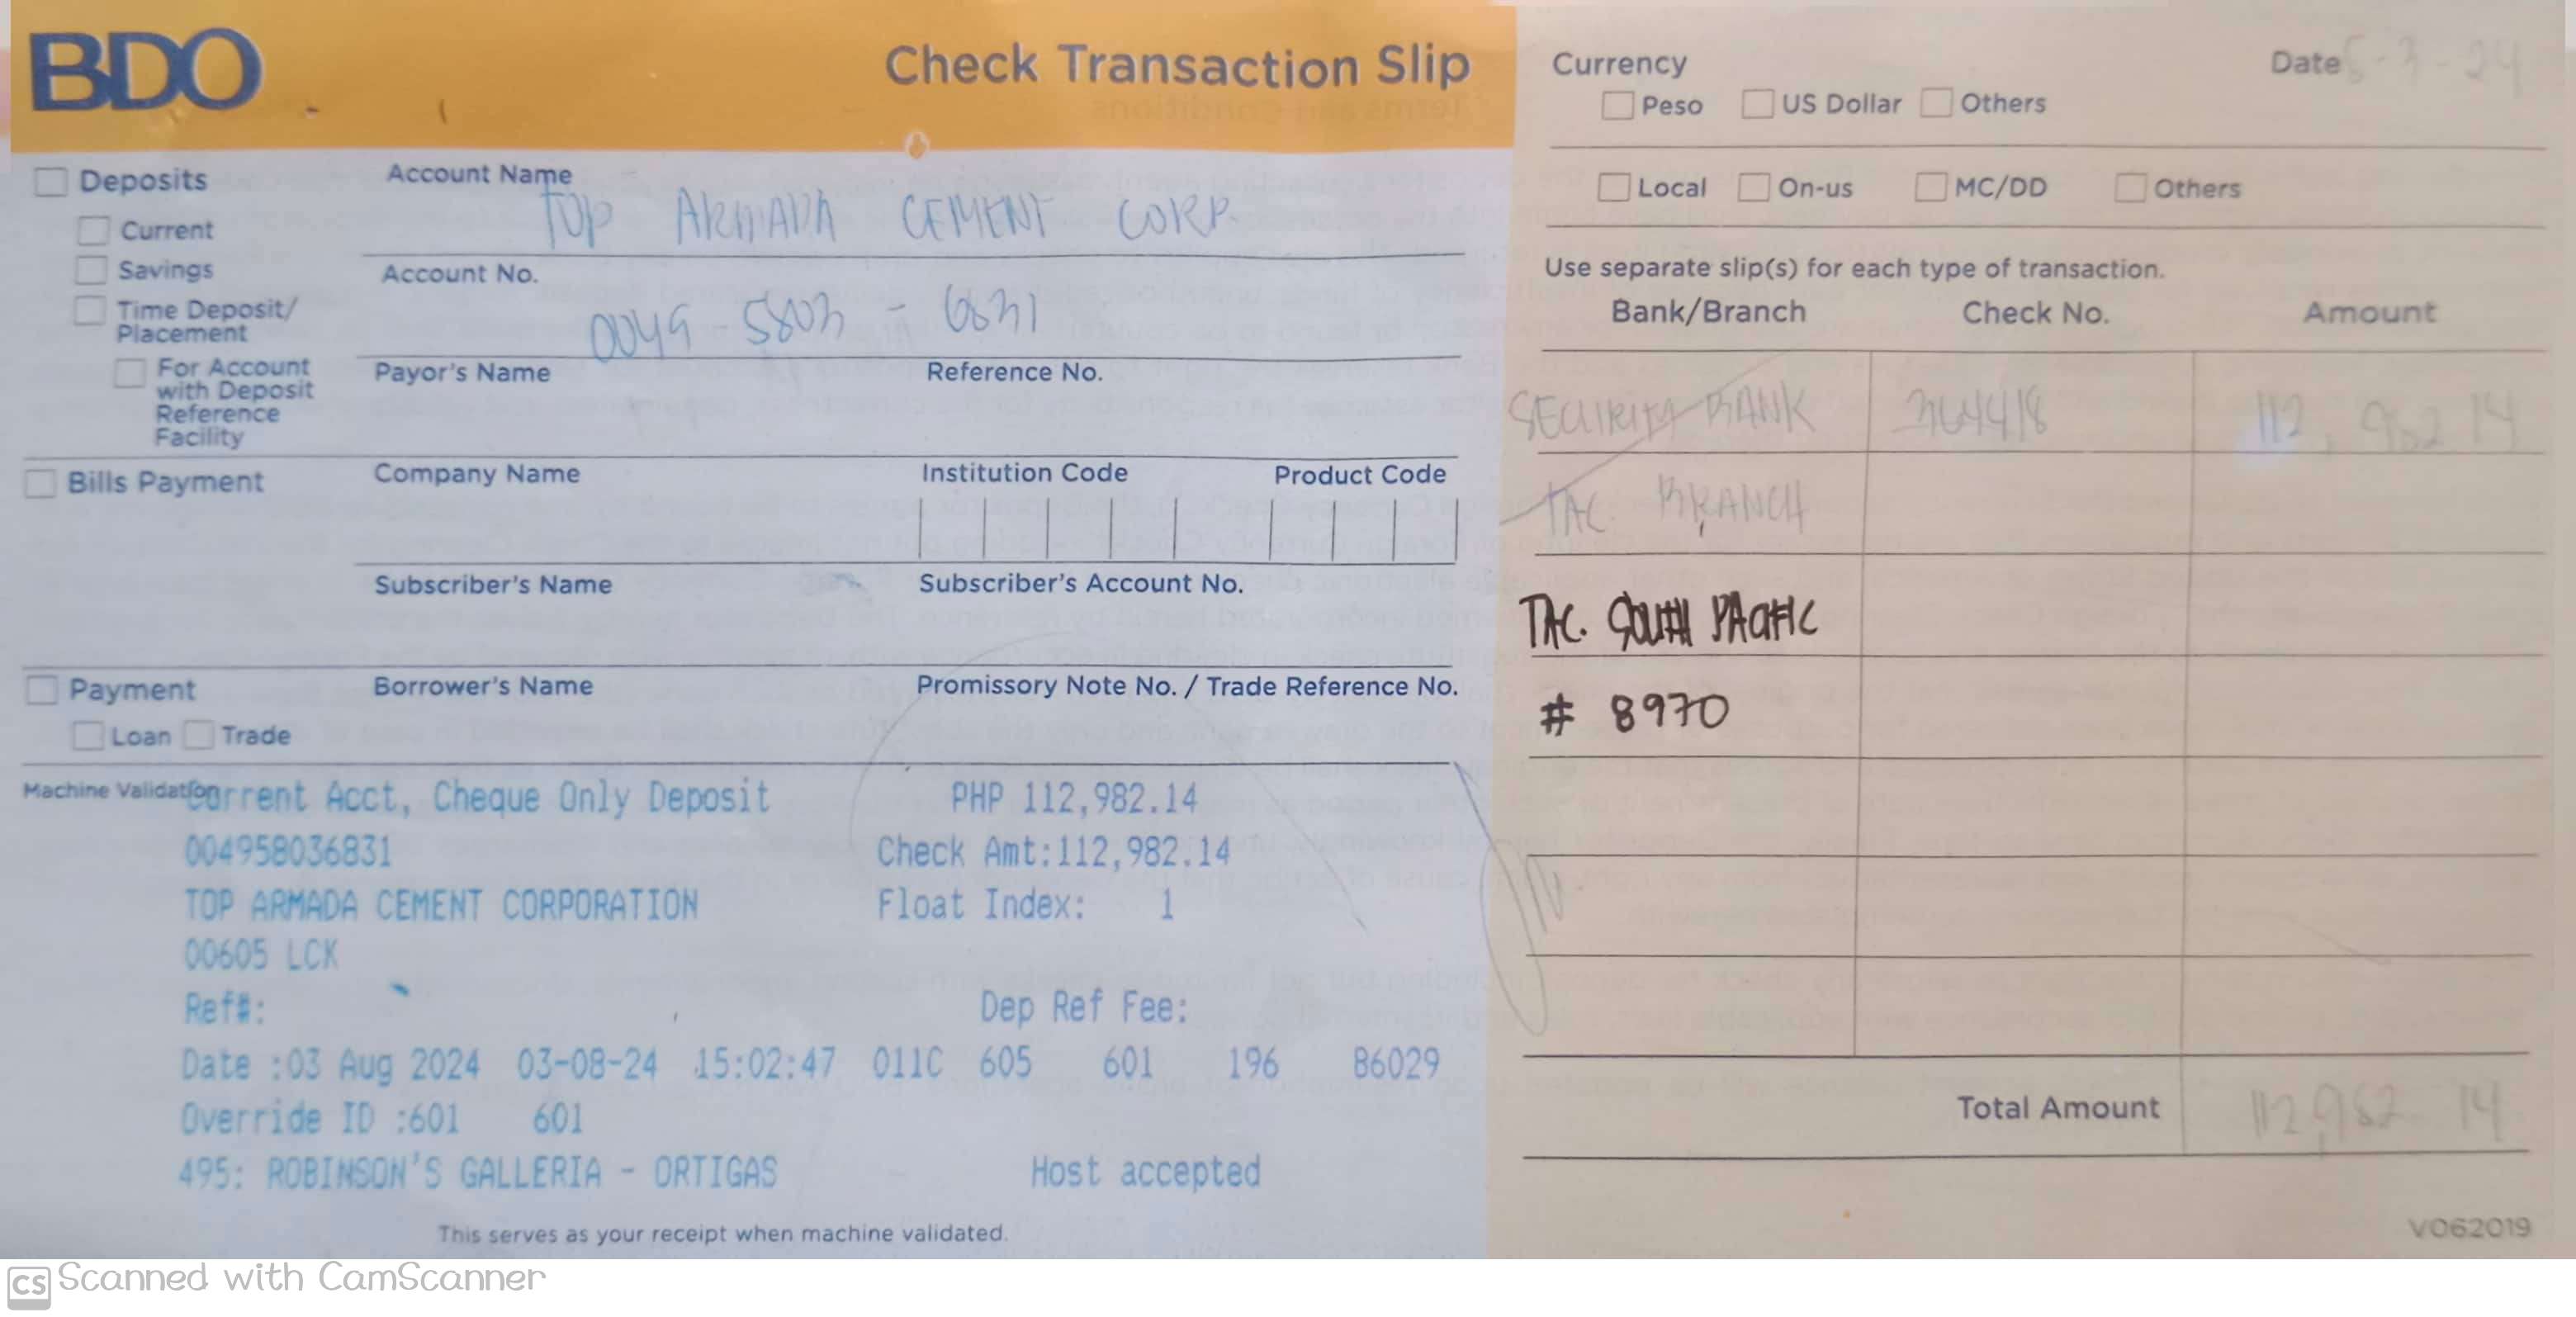 BDO
Check Transaction Slip
Deposits
Current
Savings
Time Deposit/
Placement
For Account
with Deposit
Reference
Facility
Account Name
TOP ARMADA CEMENT CORP
Account No.
0049 5803 - 6831
Payor's Name Reference No.
Bills Payment
Company Name Institution Code Product Code
Subscriber's Name Subscriber's Account No.
Payment
Loan Trade
Borrower's Name Promissory Note No. / Trade Reference No.
Machine Validation
Current Acct, Cheque Only Deposit PHP 112,982.14
004958036831 Check Amt:112,982.14
TOP ARMADA CEMENT CORPORATION Float Index: 1
00605 LCK
Ref#: Dep Ref Fee:
Date :03 Aug 2024 03-08-24 15:02:47 011C 605 601 196 86029
Override ID :601 601
495: ROBINSON'S GALLERIA - ORTIGAS Host accepted
This serves as your receipt when machine validated.
Currency Date
Peso US Dollar Others
Local On-us MC/DD Others
Use separate slip(s) for each type of transaction.
Bank/Branch Check No. Amount
SECURITY BANK 112,982 14
TAC. BRANCH
TAC. SOUTH PACIFIC
# 8970
Total Amount 112,982 14
V062019
CS Scanned with CamScanner